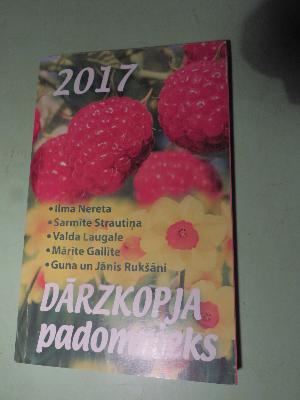 2017
• Ilma Nereta
• Sarmīte Strautiņa
• Valda Laugale
• Mārīte Gailīte
• Guna un Jānis Rukšāni
DĀRZKOPJA
padomnieks